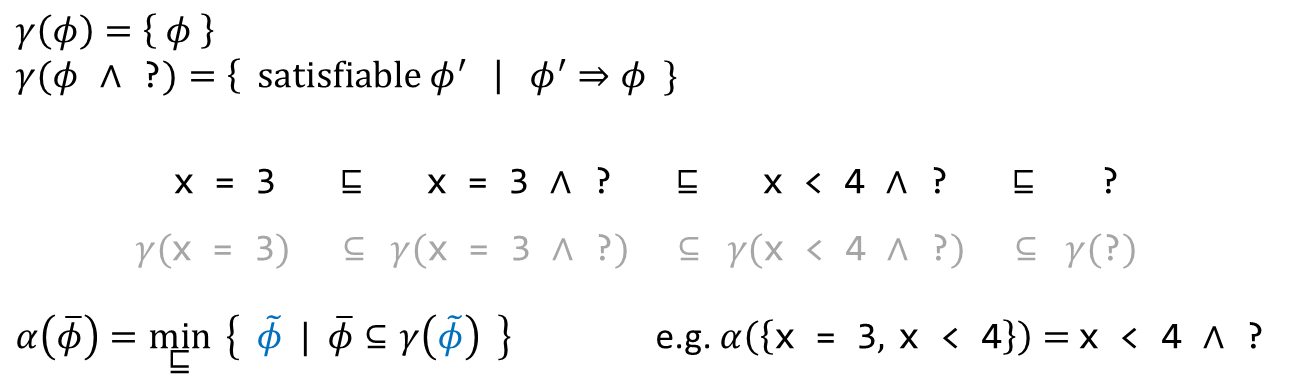 γ(ϕ) = { ϕ }
γ(ϕ ∧ ?) = { satisfiable ϕ′ | ϕ′ ⇒ ϕ }
x = 3 ⊑ x = 3 ∧ ? ⊑ x < 4 ∧ ? ⊑ ?
γ(x = 3) ⊆ γ(x = 3 ∧ ?) ⊆ γ(x < 4 ∧ ?) ⊆ γ(?)
α(ϕ̅) = min⊑ { ϕ̃ | ϕ̅ ⊆ γ(ϕ̃) } e.g. α({x = 3, x < 4}) = x < 4 ∧ ?